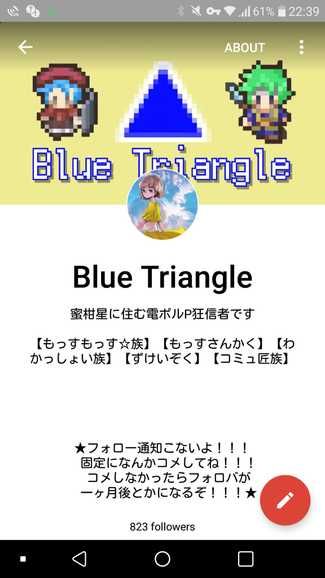 61% 22:39
ABOUT
Blue Triangle
Blue Triangle
蜜柑星に住む電ポルP狂信者です
【もっすもっす☆族】【もっすさんかく】【わ
かっしょい族】【ずけいぞく】【コミュ匠族】
★フォロー通知こないよ！！！
固定になんかコメしてね！！！
コメしなかったらフォロバが
一ヶ月後とかになるぞ！！！★
823 followers